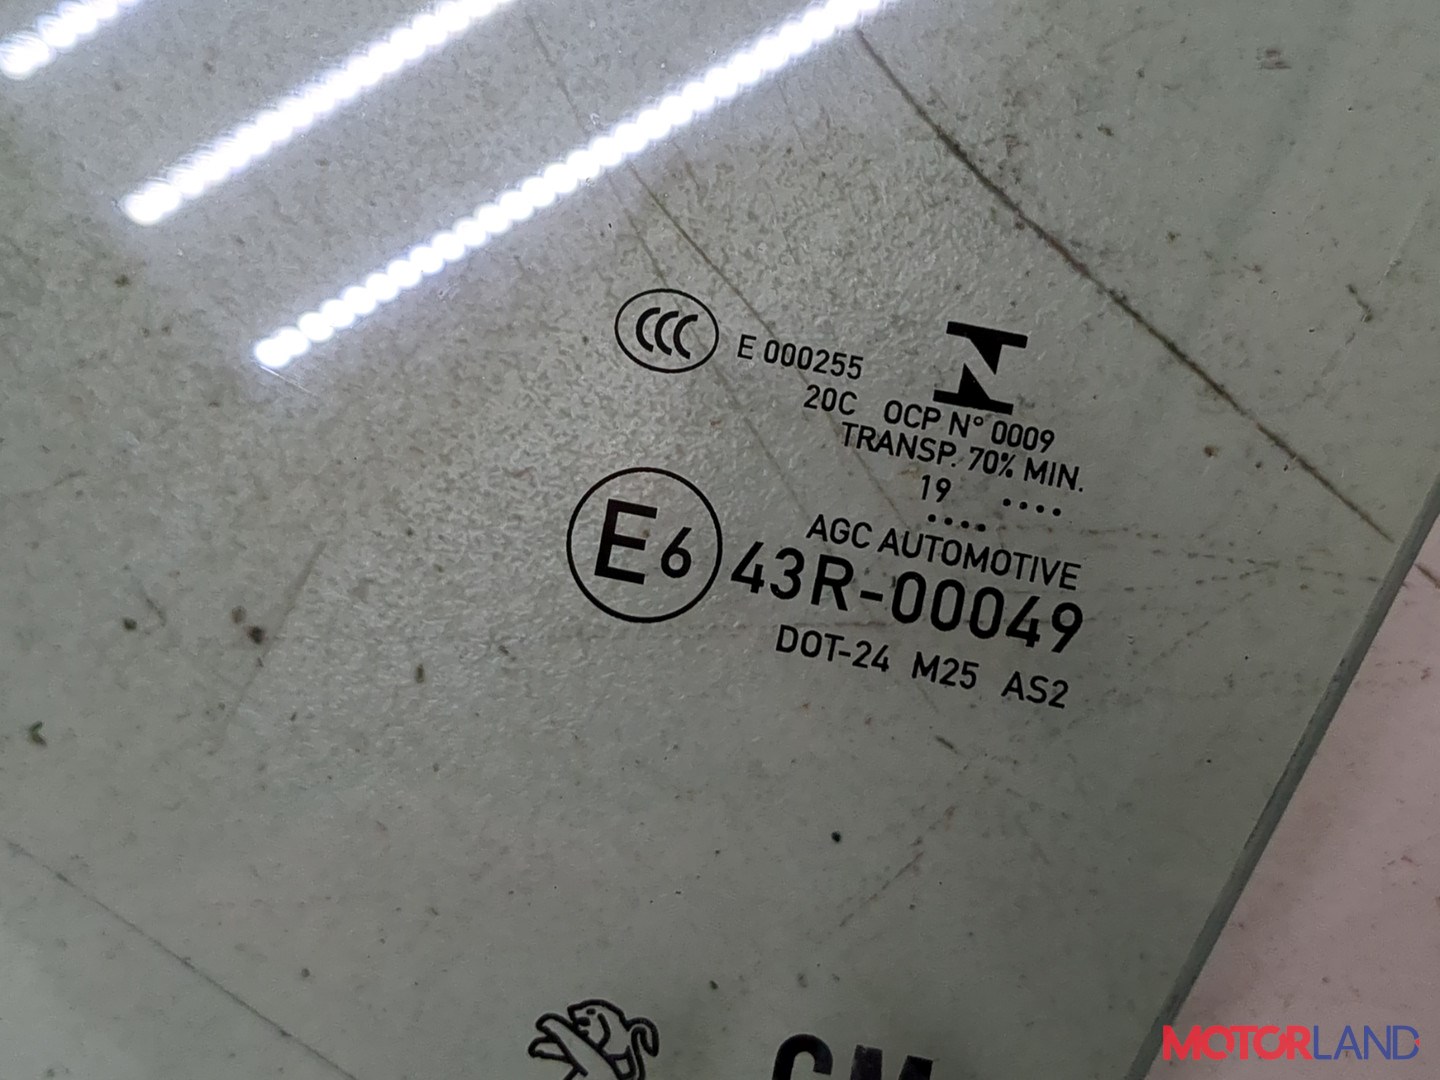 CCC E 000255
20C OCP N° 0009
TRANSP. 70% MIN.
19 ....
....
AGC AUTOMOTIVE
E6 43R-00049
DOT-24 M25 AS2
MOTORLAND